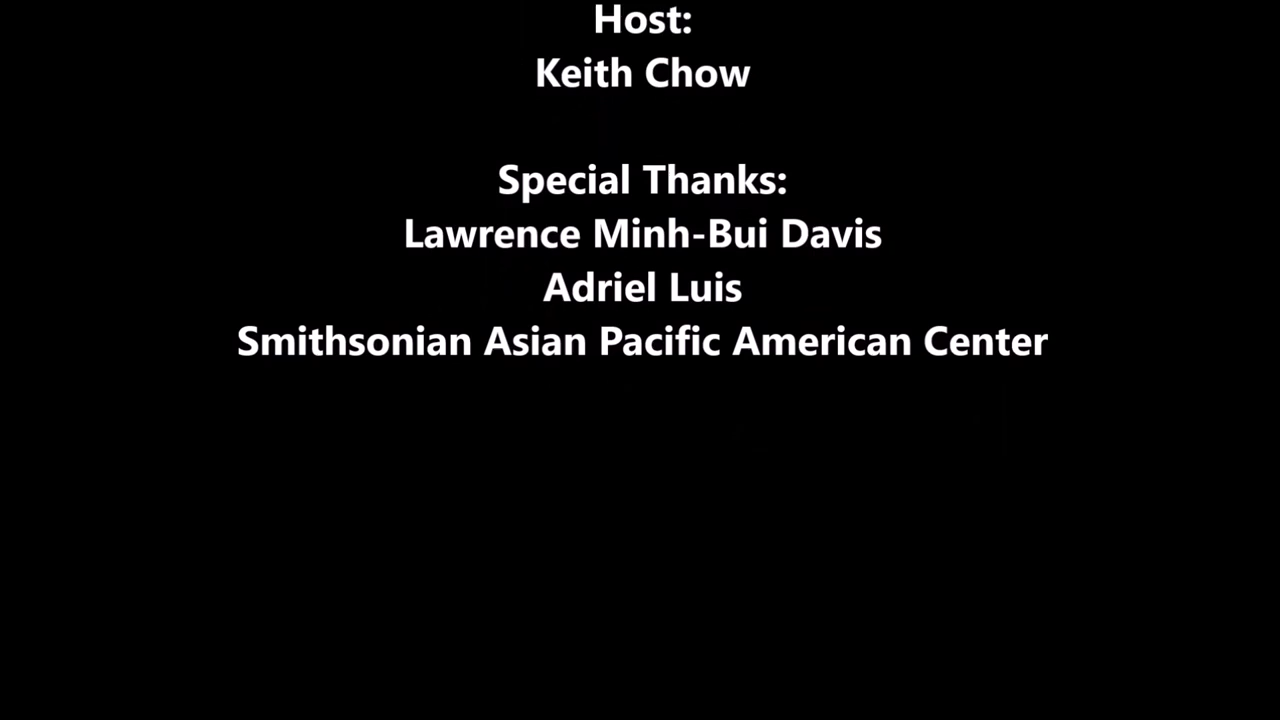 Host:
Keith Chow
Special Thanks:
Lawrence Minh-Bui Davis
Adriel Luis
Smithsonian Asian Pacific American Center